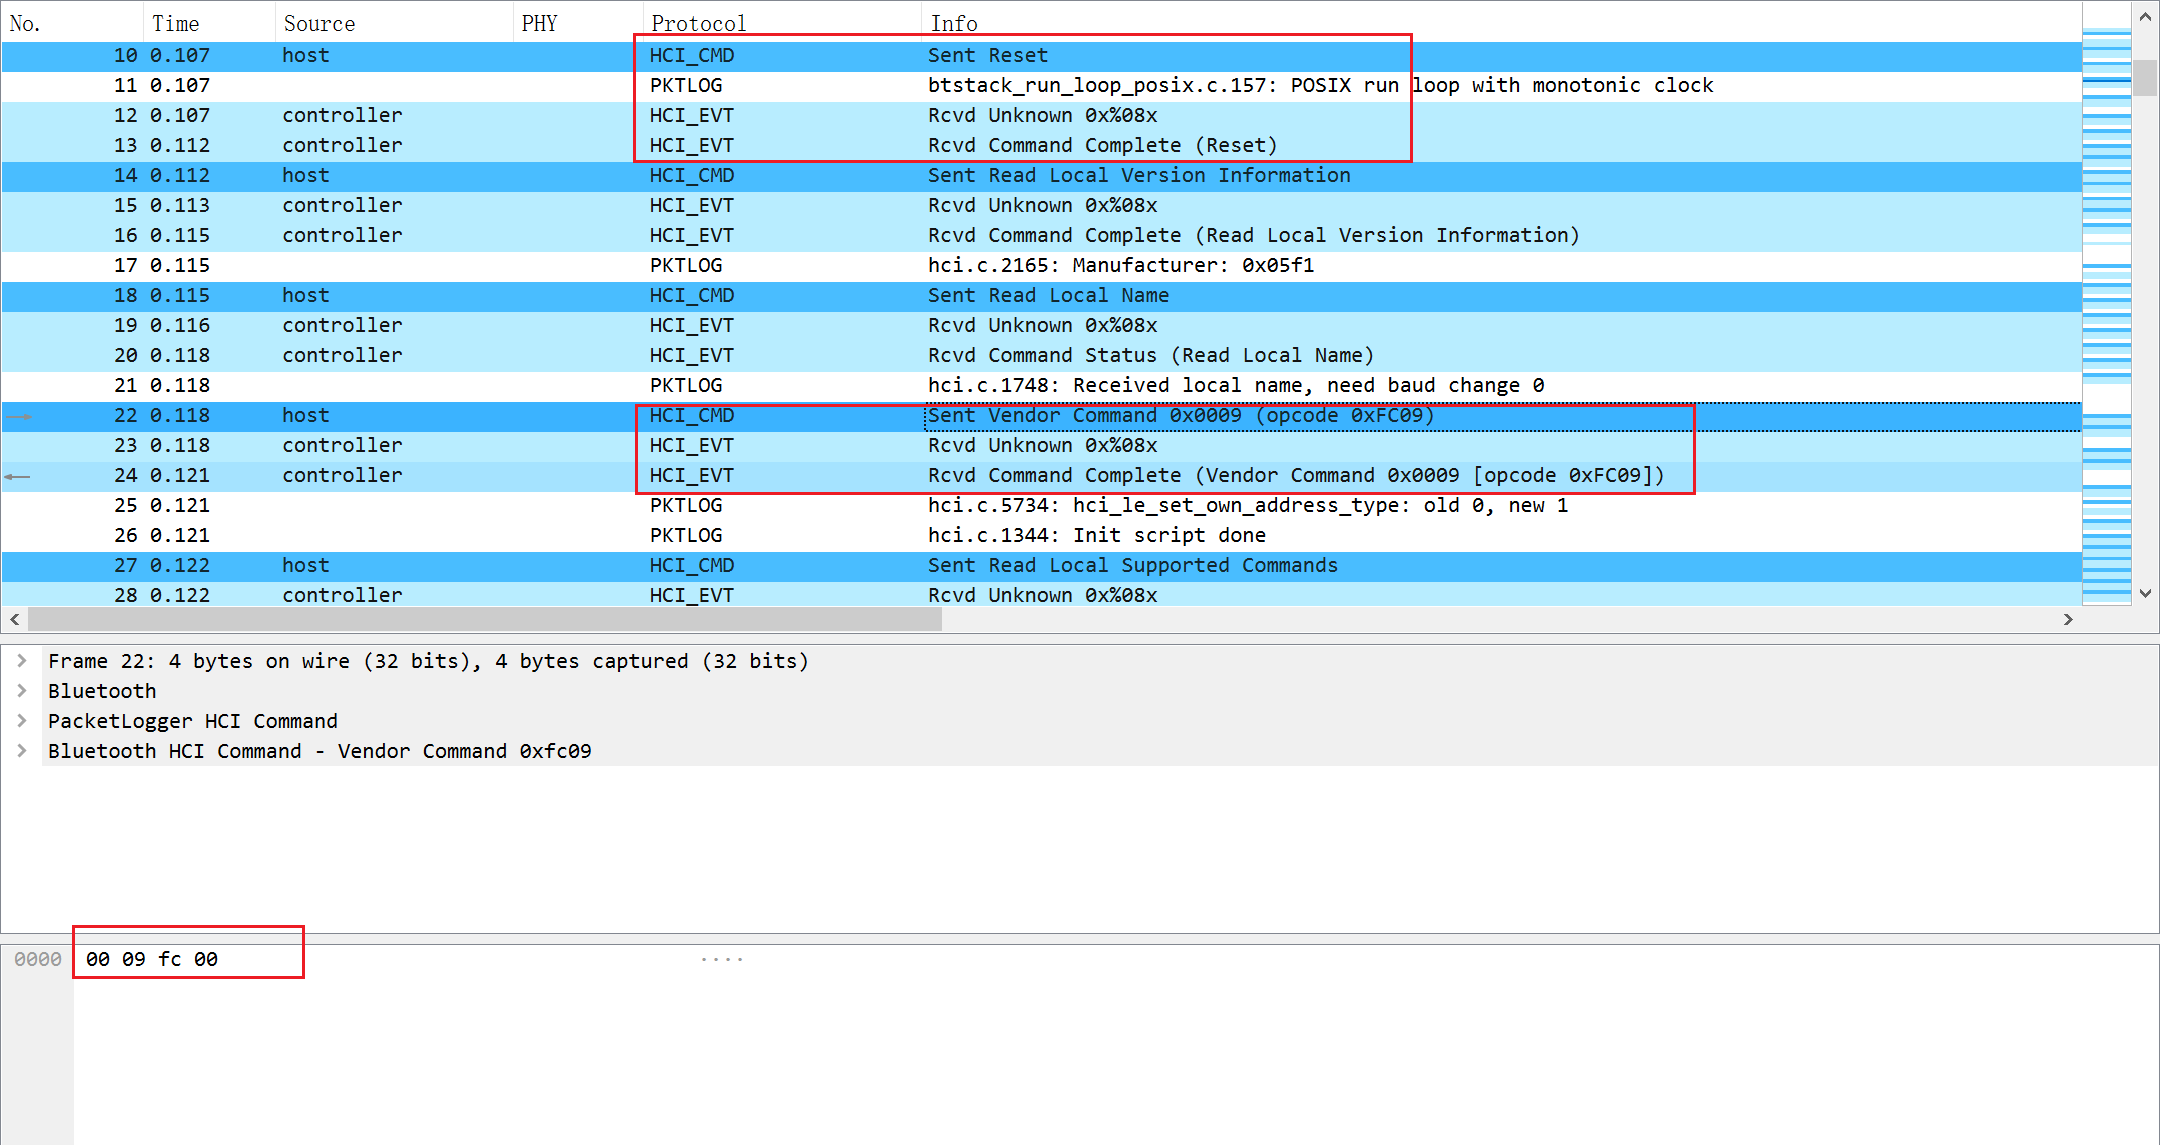 No. Time Source PHY Protocol Info
10 0.107 host HCI_CMD Sent Reset
11 0.107 PKTLOG btstack_run_loop_posix.c.157: POSIX run loop with monotonic clock
12 0.107 controller HCI_EVT Rcvd Unknown 0x%08x
13 0.112 controller HCI_EVT Rcvd Command Complete (Reset)
14 0.112 host HCI_CMD Sent Read Local Version Information
15 0.113 controller HCI_EVT Rcvd Unknown 0x%08x
16 0.115 controller HCI_EVT Rcvd Command Complete (Read Local Version Information)
17 0.115 PKTLOG hci.c.2165: Manufacturer: 0x05f1
18 0.115 host HCI_CMD Sent Read Local Name
19 0.116 controller HCI_EVT Rcvd Unknown 0x%08x
20 0.118 controller HCI_EVT Rcvd Command Status (Read Local Name)
21 0.118 PKTLOG hci.c.1748: Received local name, need baud change 0
22 0.118 host HCI_CMD Sent Vendor Command 0x0009 (opcode 0xFC09)
23 0.118 controller HCI_EVT Rcvd Unknown 0x%08x
24 0.121 controller HCI_EVT Rcvd Command Complete (Vendor Command 0x0009 [opcode 0xFC09])
25 0.121 PKTLOG hci.c.5734: hci_le_set_own_address_type: old 0, new 1
26 0.121 PKTLOG hci.c.1344: Init script done
27 0.122 host HCI_CMD Sent Read Local Supported Commands
28 0.122 controller HCI_EVT Rcvd Unknown 0x%08x
Frame 22: 4 bytes on wire (32 bits), 4 bytes captured (32 bits)
Bluetooth
PacketLogger HCI Command
Bluetooth HCI Command - Vendor Command 0xfc09
0000 00 09 fc 00 ····